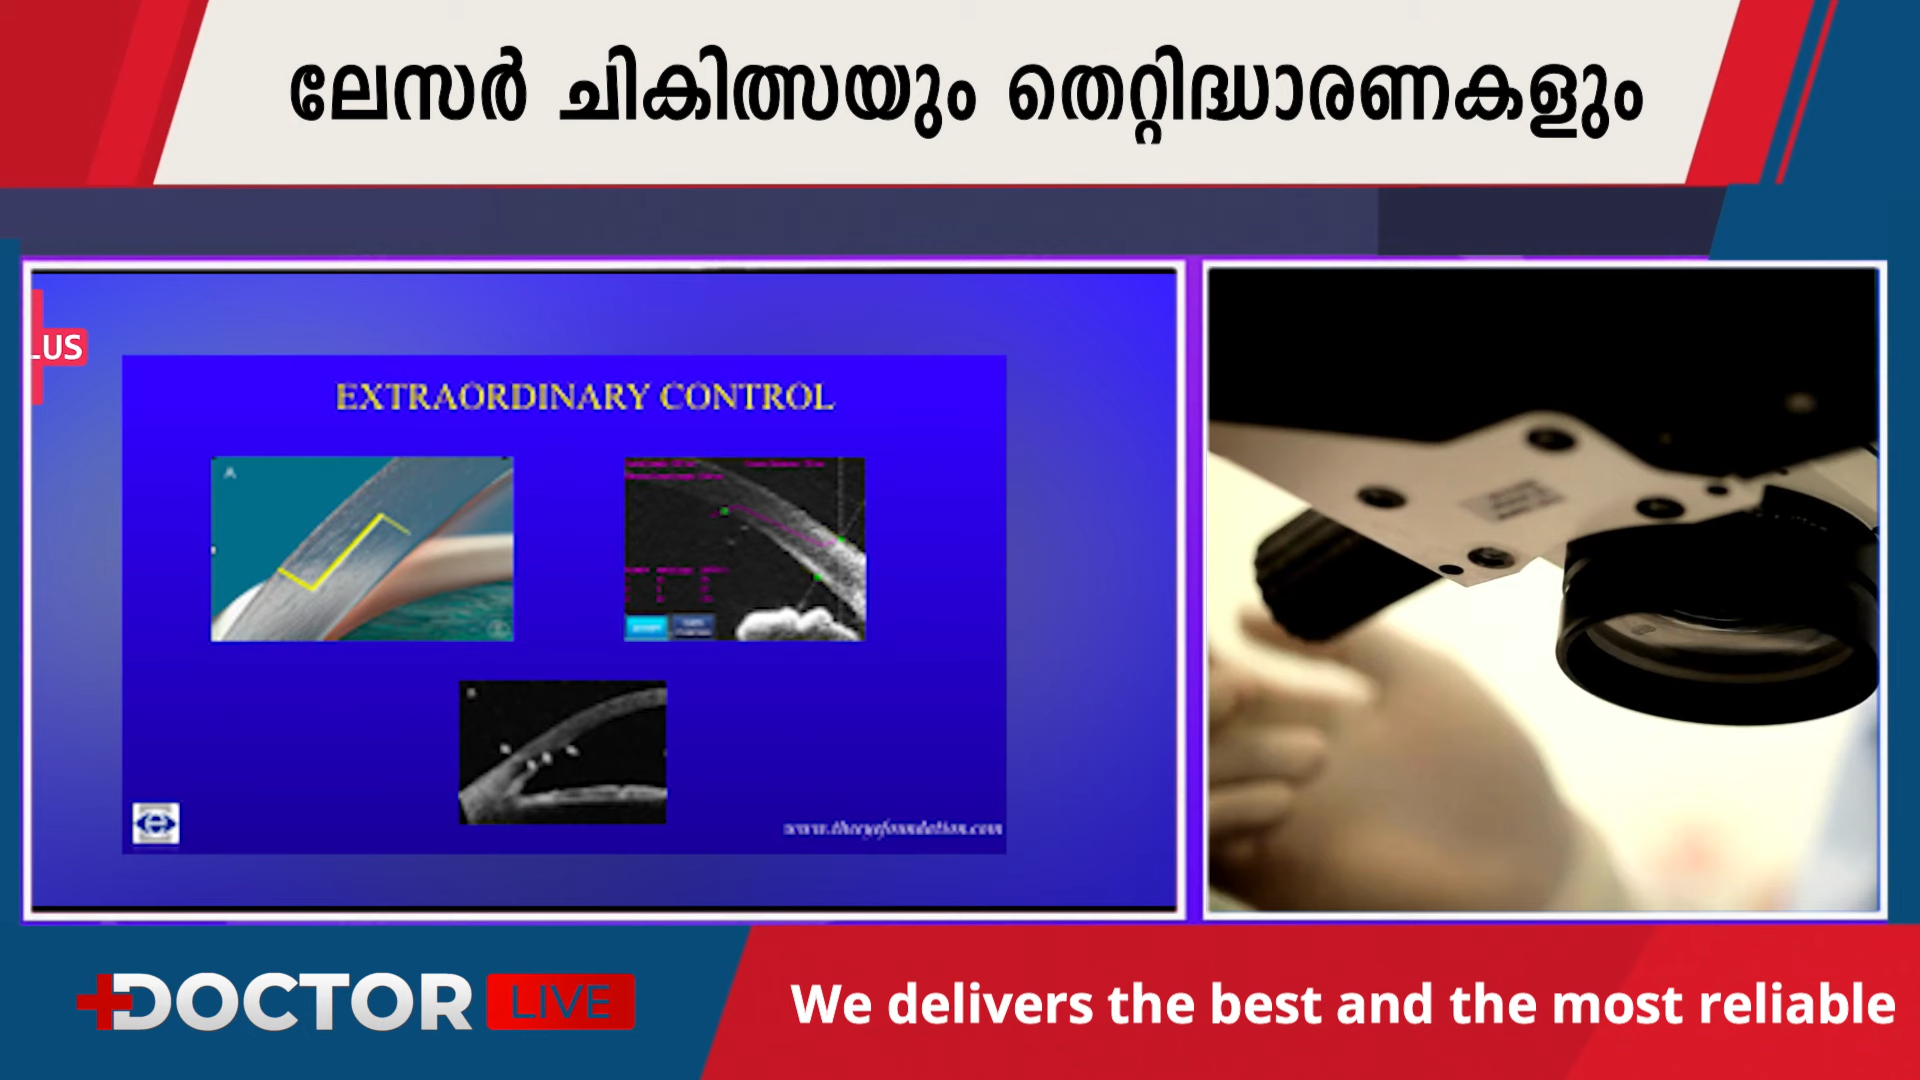 ലേസർ ചികിത്സയും തെറ്റിദ്ധാരണകളും
LUS
EXTRAORDINARY CONTROL
A
B
www.theeyefoundation.com
DOCTOR LIVE
We delivers the best and the most reliable